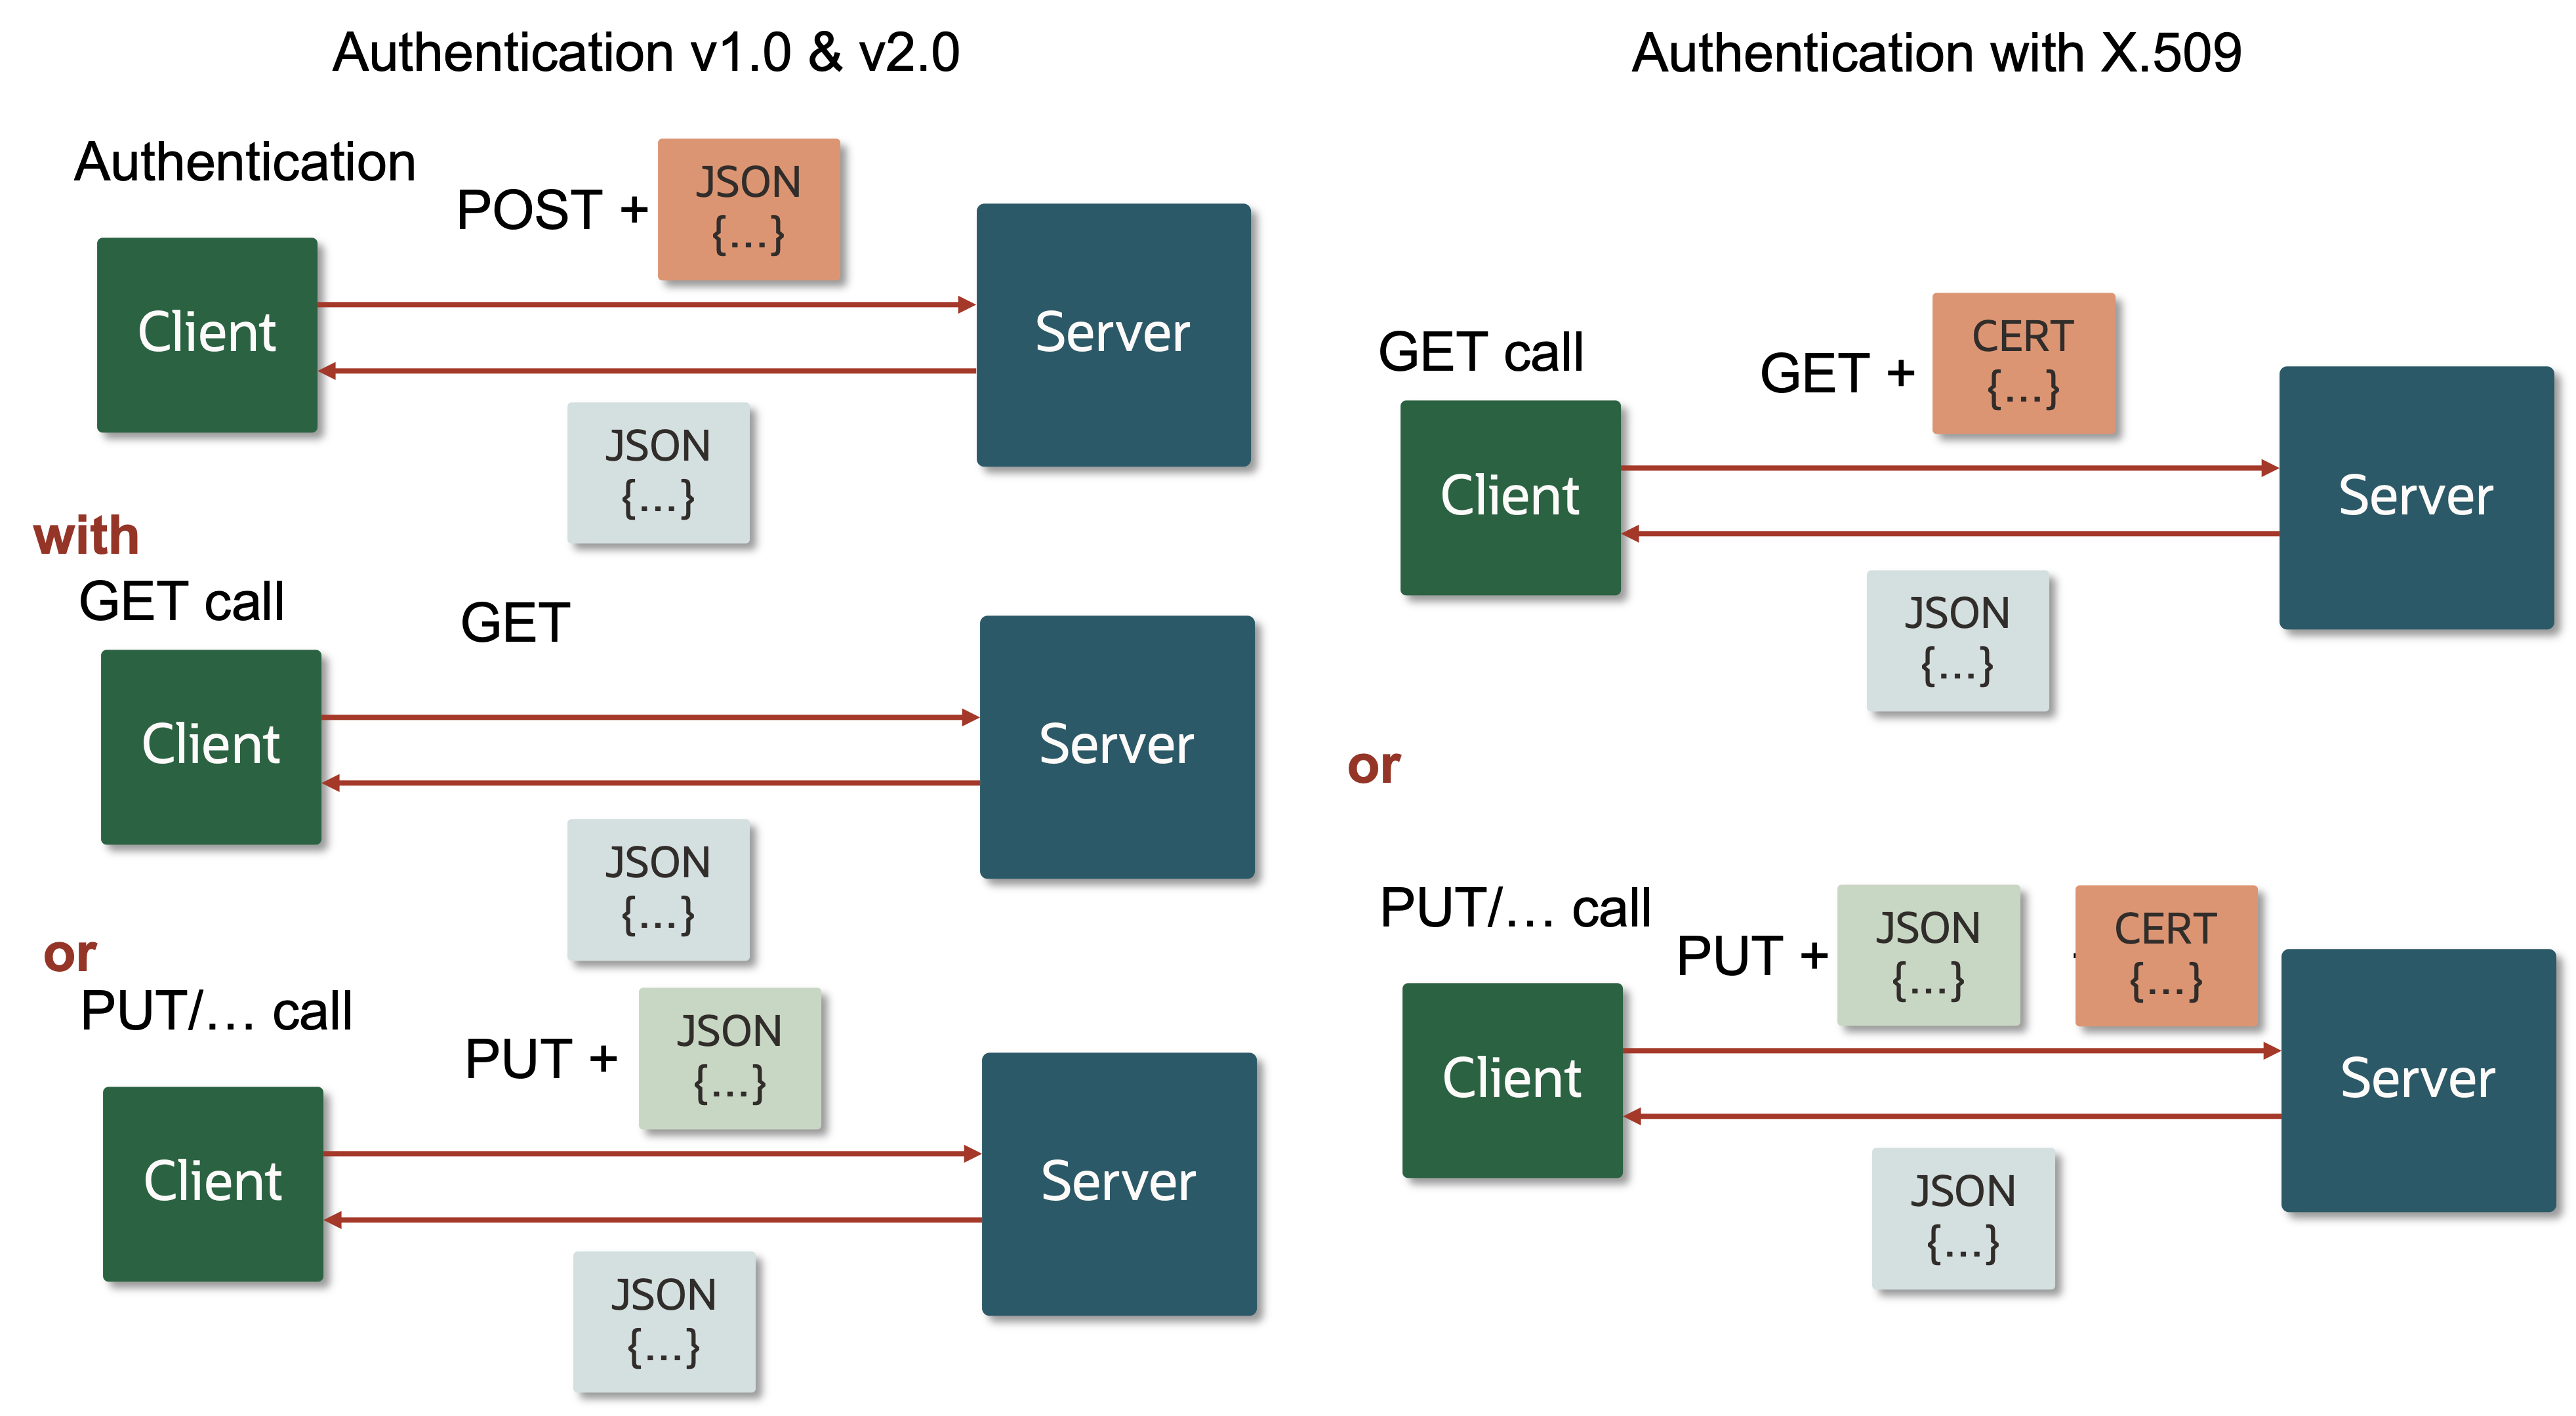 Authentication v1.0 & v2.0
Authentication
POST +
JSON
{...}
Client
Server
JSON
{...}
with
GET call
GET
Client
Server
JSON
{...}
or
PUT/... call
PUT +
JSON
{...}
Client
Server
JSON
{...}
Authentication with X.509
GET call
GET +
CERT
{...}
Client
Server
JSON
{...}
or
PUT/... call
PUT +
JSON
{...}
CERT
{...}
Client
Server
JSON
{...}